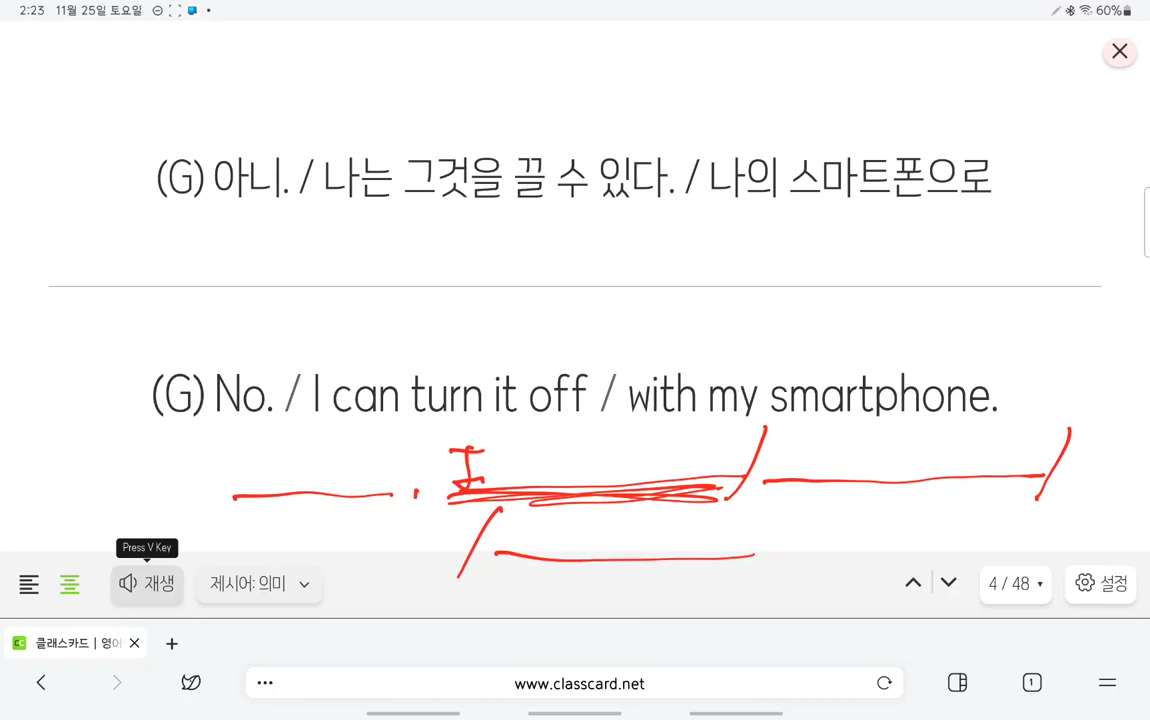 2:23 11월 25일 토요일 60%
(G) 아니. / 나는 그것을 끌 수 있다. / 나의 스마트폰으로
(G) No. / I can turn it off / with my smartphone.
I
Press V Key
재생 제시어: 의미 4 / 48 설정
클래스카드 | 영어
www.classcard.net
1